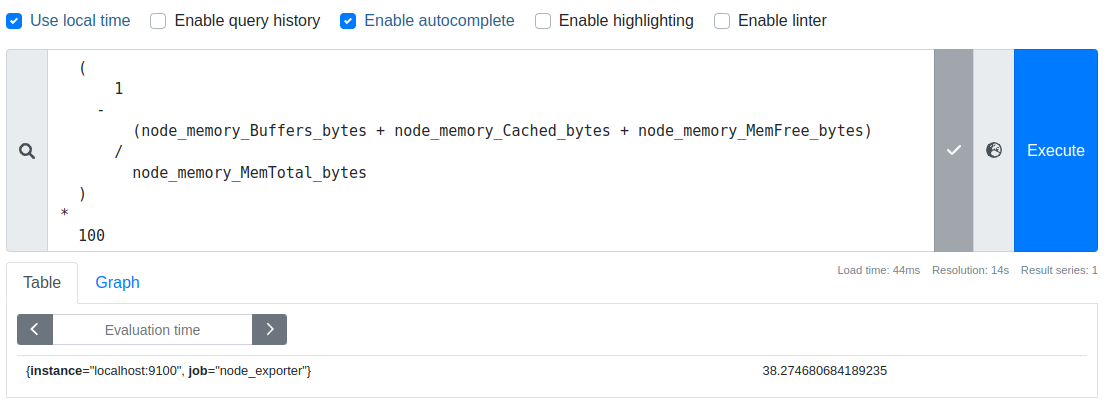 Use local time Enable query history Enable autocomplete Enable highlighting Enable linter
(
1
-
(node_memory_Buffers_bytes + node_memory_Cached_bytes + node_memory_MemFree_bytes)
/
node_memory_MemTotal_bytes
)
*
100
Execute
Load time: 44ms Resolution: 14s Result series: 1
Table Graph
Evaluation time
{instance="localhost:9100", job="node_exporter"} 38.274680684189235